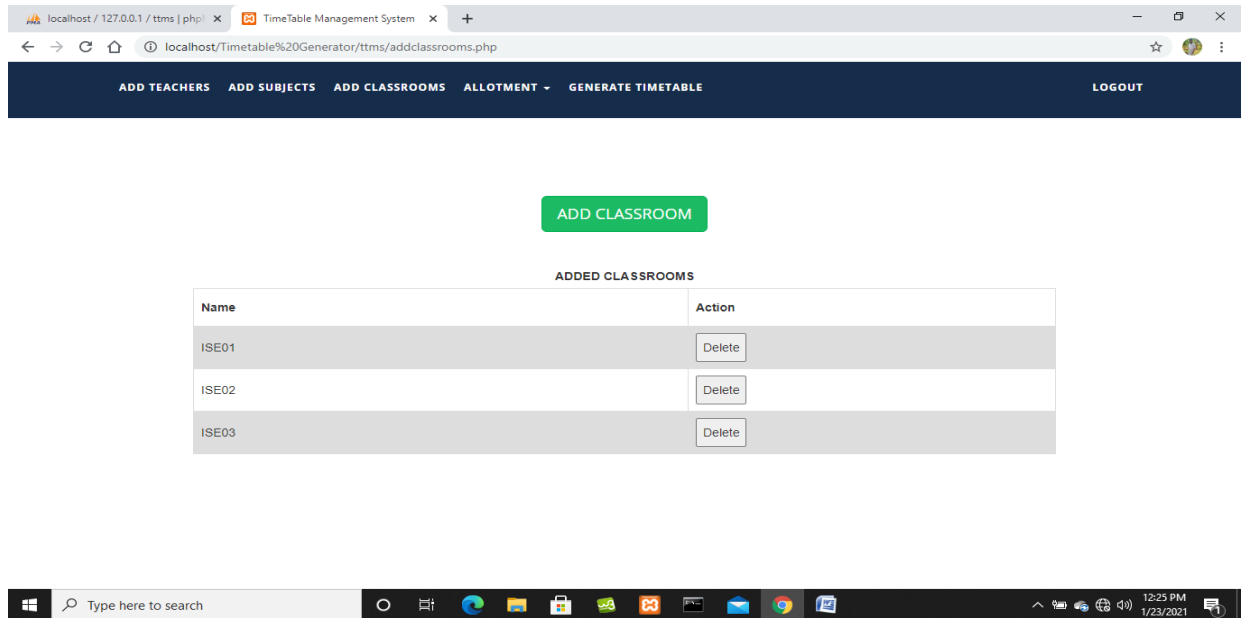 localhost / 127.0.0.1 / ttms | php
TimeTable Management System
localhost/Timetable%20Generator/ttms/addclassrooms.php
ADD TEACHERS ADD SUBJECTS ADD CLASSROOMS ALLOTMENT GENERATE TIMETABLE LOGOUT
ADD CLASSROOM
ADDED CLASSROOMS
Name Action
ISE01 Delete
ISE02 Delete
ISE03 Delete
Type here to search
12:25 PM
1/23/2021